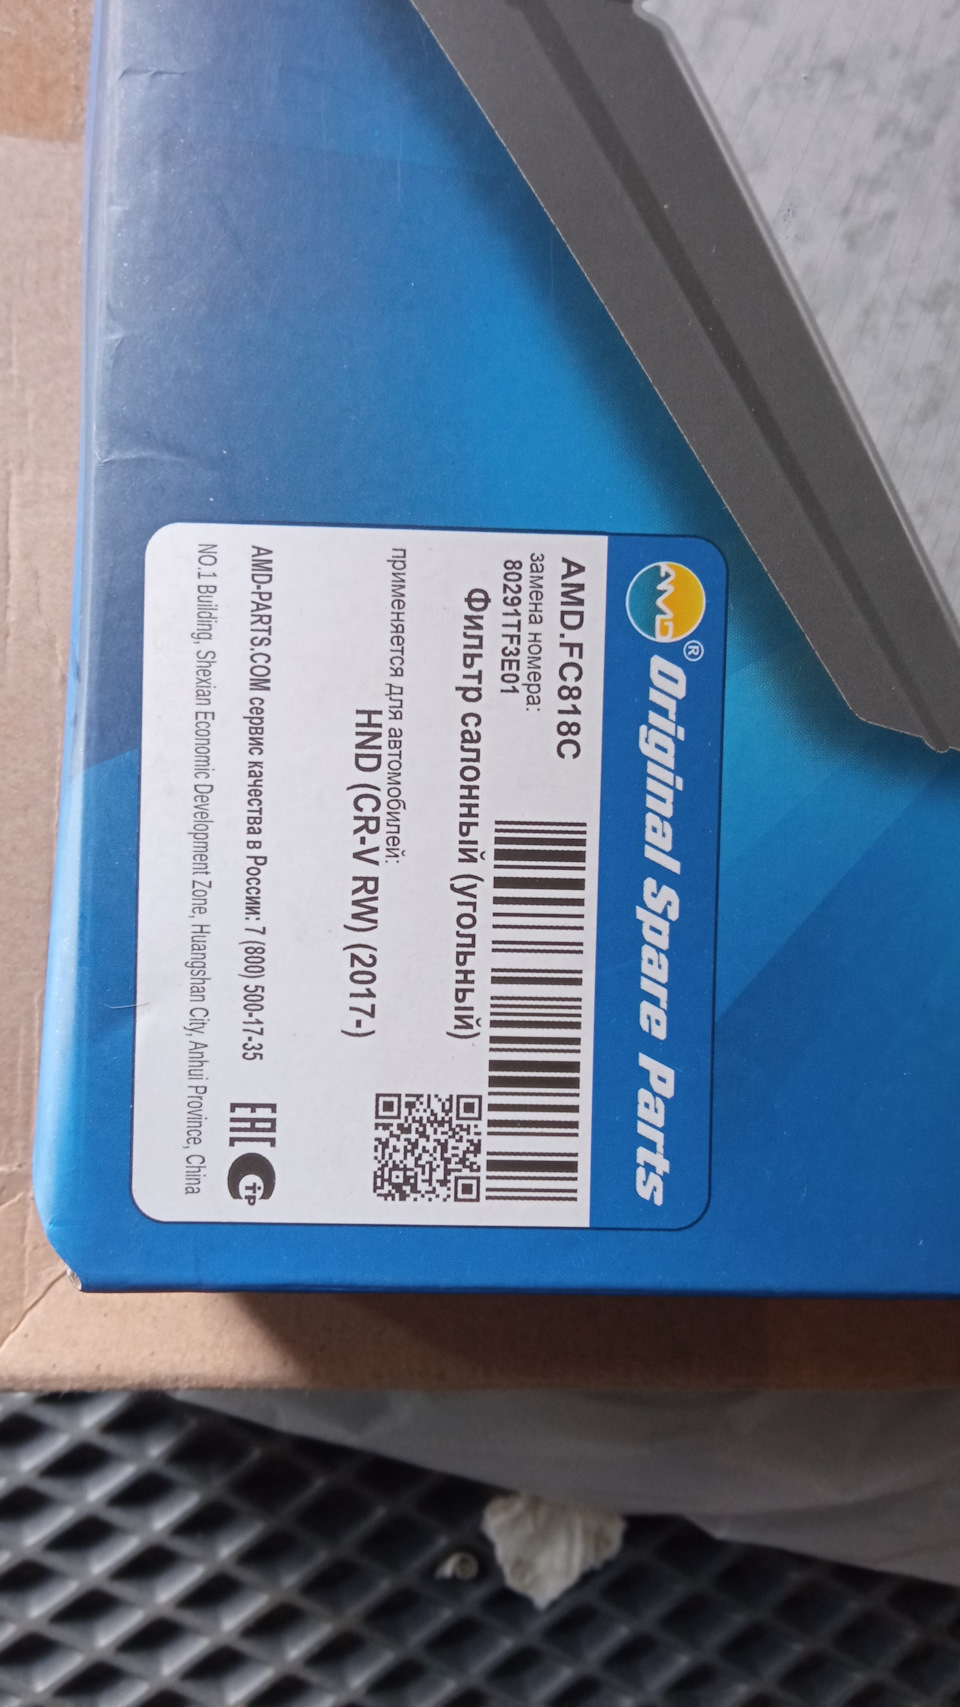 AMD® Original Spare Parts
AMD.FC818C
замена номера:
80291TF3E01
Фильтр салонный (угольный)
применяется для автомобилей:
HND (CR-V RW) (2017-)
AMD-PARTS.COM сервис качества в России: 7 (800) 500-17-35
EAC
NO.1 Building, Shexian Economic Development Zone, Huangshan City, Anhui Province, China